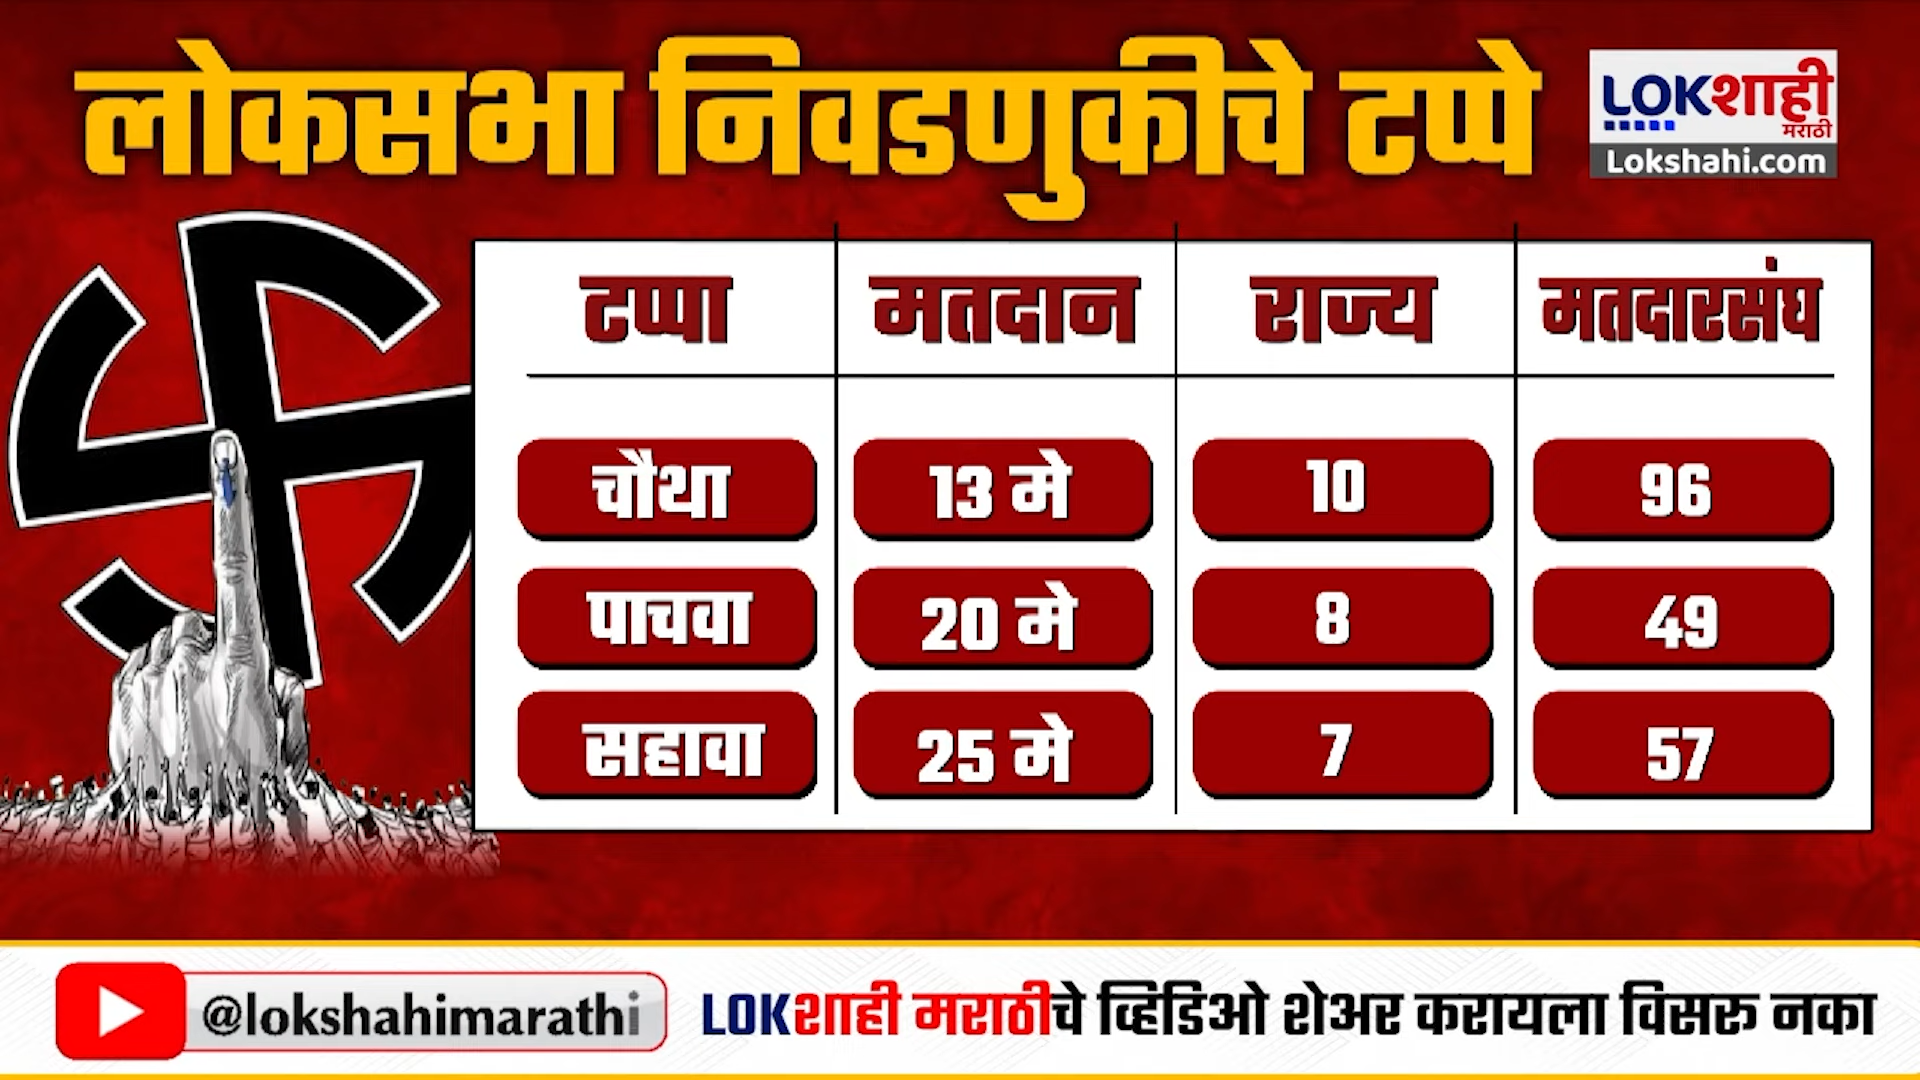 लोकसभा निवडणुकीचे टप्पे
LOKशाही
मराठी
Lokshahi.com
टप्पा मतदान राज्य मतदारसंघ
चौथा 13 मे 10 96
पाचवा 20 मे 8 49
सहावा 25 मे 7 57
@lokshahimarathi LOKशाही मराठीचे व्हिडिओ शेअर करायला विसरू नका